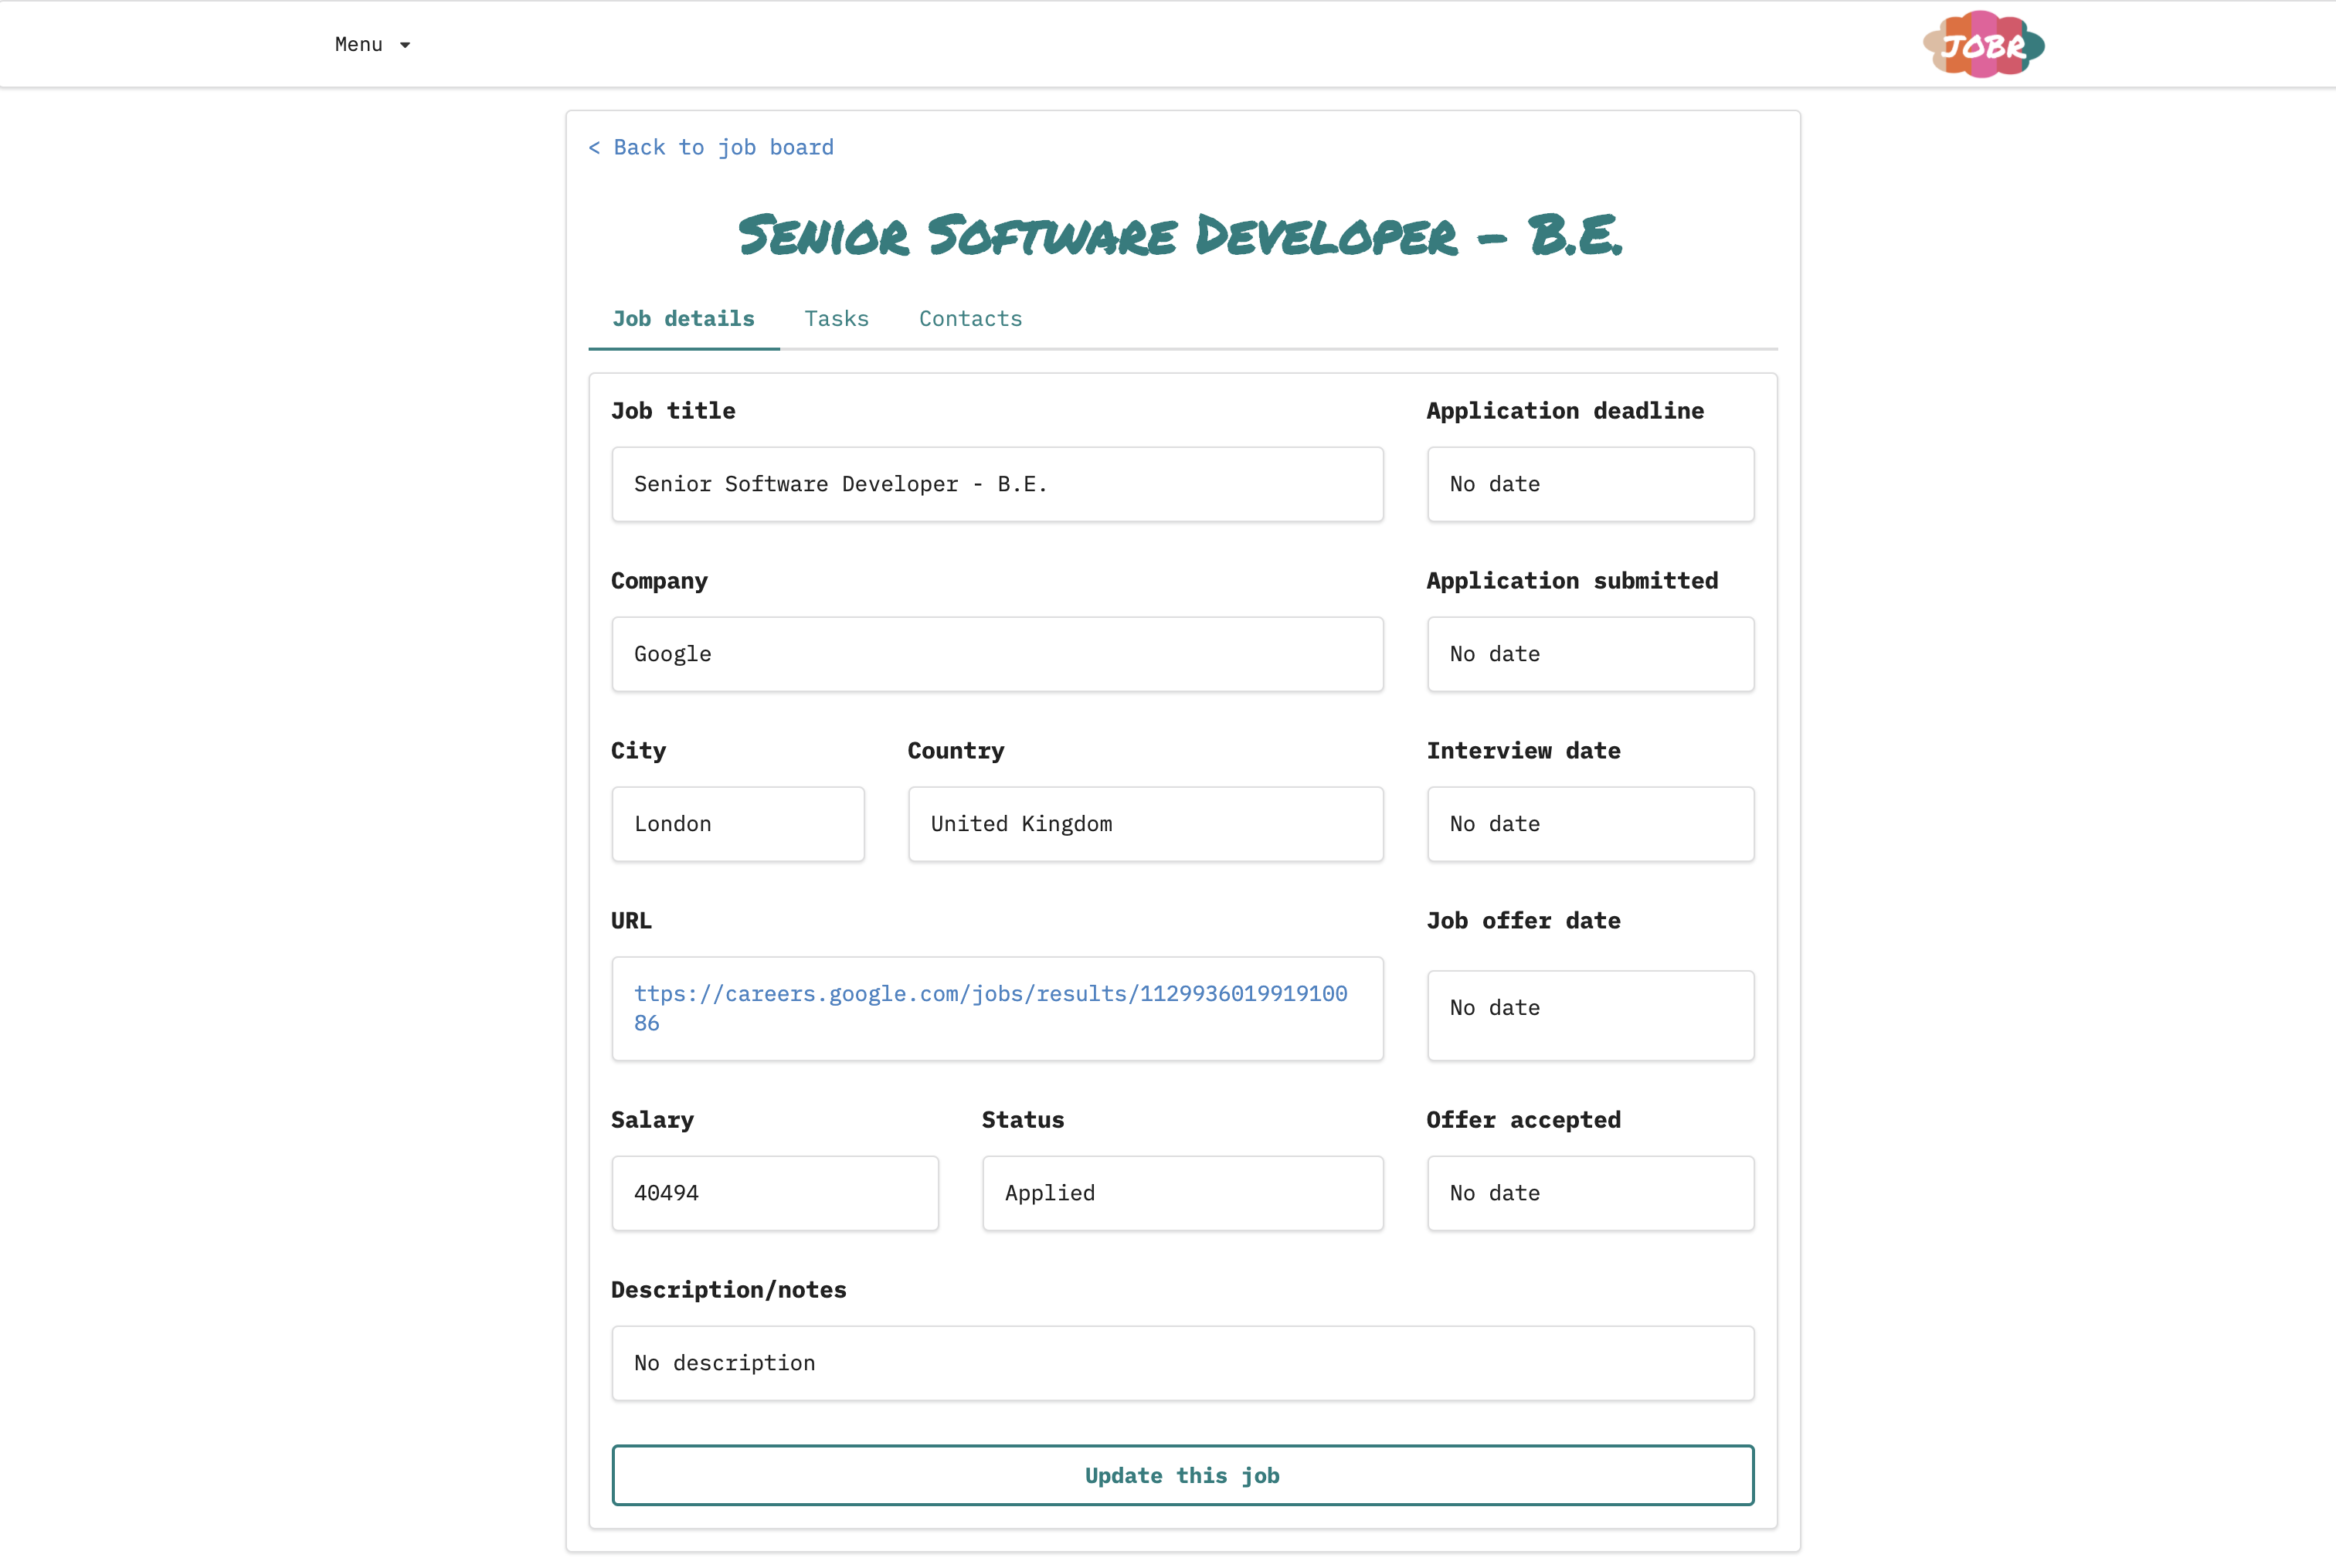 Menu
JOBR
< Back to job board
Senior Software Developer - B.E.
Job details Tasks Contacts
Job title Application deadline
Senior Software Developer - B.E. No date
Company Application submitted
Google No date
City Country Interview date
London United Kingdom No date
URL Job offer date
ttps://careers.google.com/jobs/results/1129936019919100
86
No date
Salary Status Offer accepted
40494 Applied No date
Description/notes
No description
Update this job